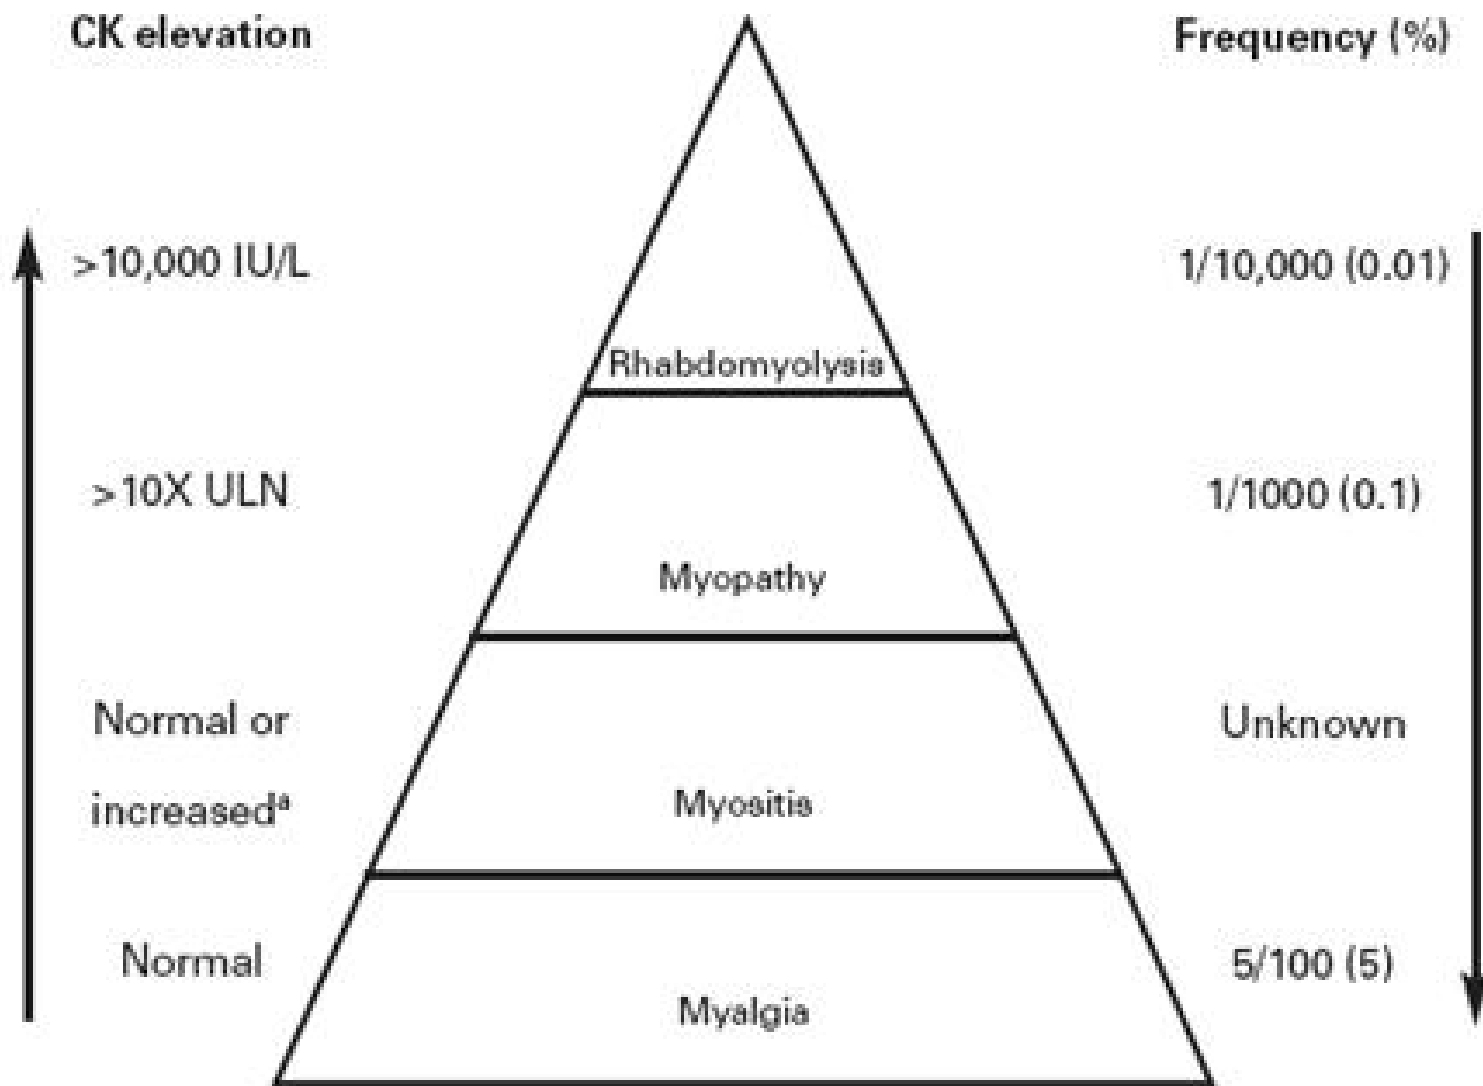 CK elevation
Frequency (%)
>10,000 IU/L
1/10,000 (0.01)
Rhabdomyolysis
>10X ULN
1/1000 (0.1)
Myopathy
Normal or
increasedª
Unknown
Myositis
Normal
5/100 (5)
Myalgia